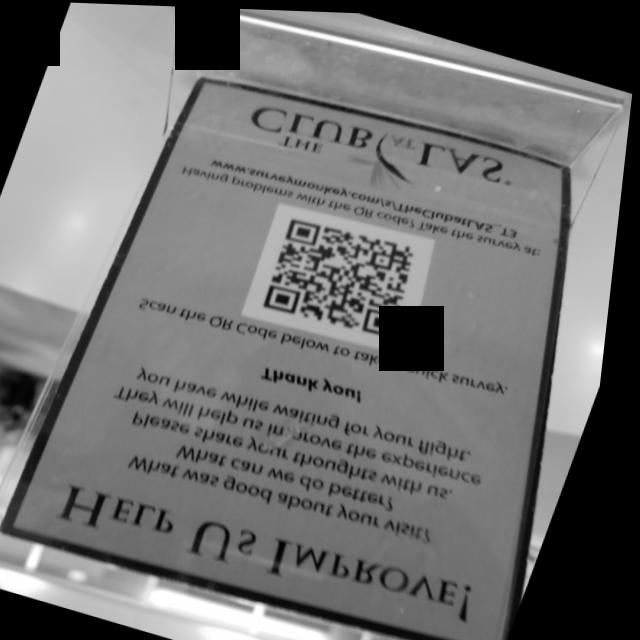 HELP US IMPROVE!
What was good about your visit?
What can we do better?
Please share your thoughts with us.
They will help us improve the experience
you have while waiting for your flight.
Thank you!
Scan the QR Code below to survey.
Having problems with the QR code? Take the survey at:
www.surveymonkey.com/s/TheClubatLAS_T3
THE
CLUB AT LAS